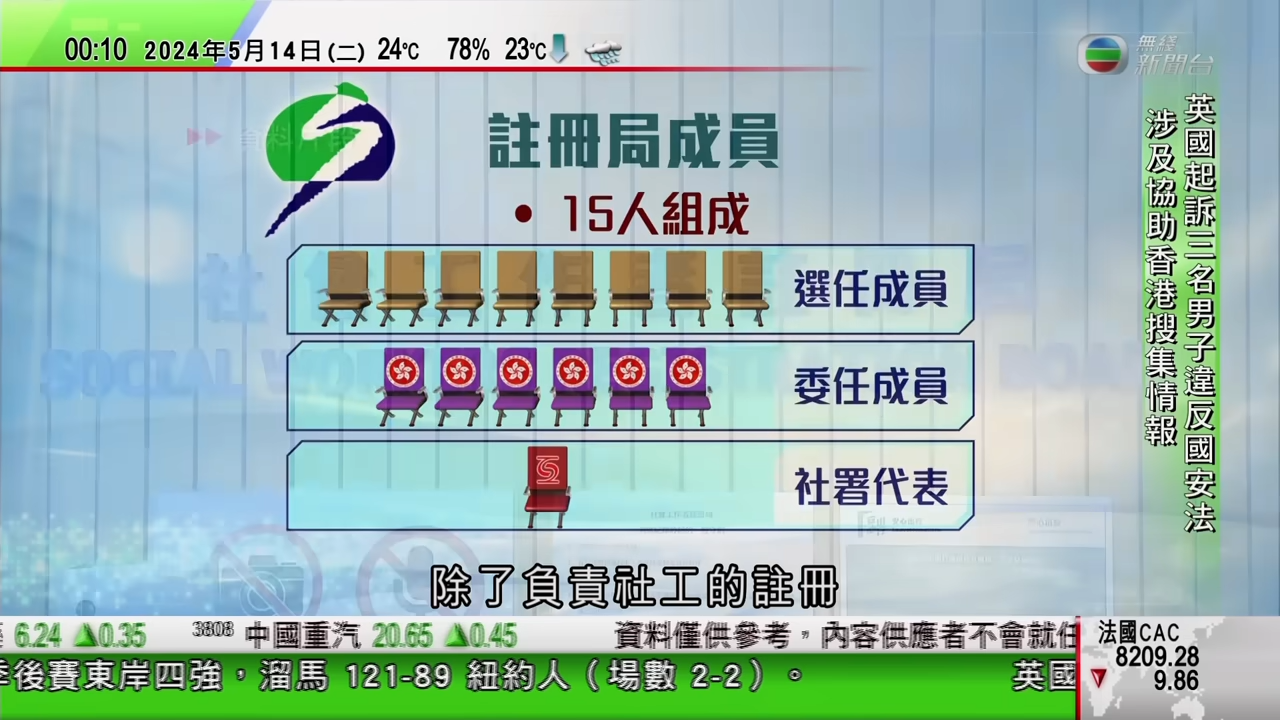 00:10 2024年5月14日(二) 24℃ 78% 23℃
無綫
新聞台
英國起訴三名男子違反國安法
涉及協助香港搜集情報
註冊局成員
• 15人組成
選任成員
委任成員
社署代表
除了負責社工的註冊
6.24 ▲0.35 3808 中國重汽 20.65 ▲0.45 資料僅供參考，內容供應者不會就任
法國CAC
8209.28
▼ 9.86
季後賽東岸四強，溜馬 121-89 紐約人（場數 2-2）。 英國